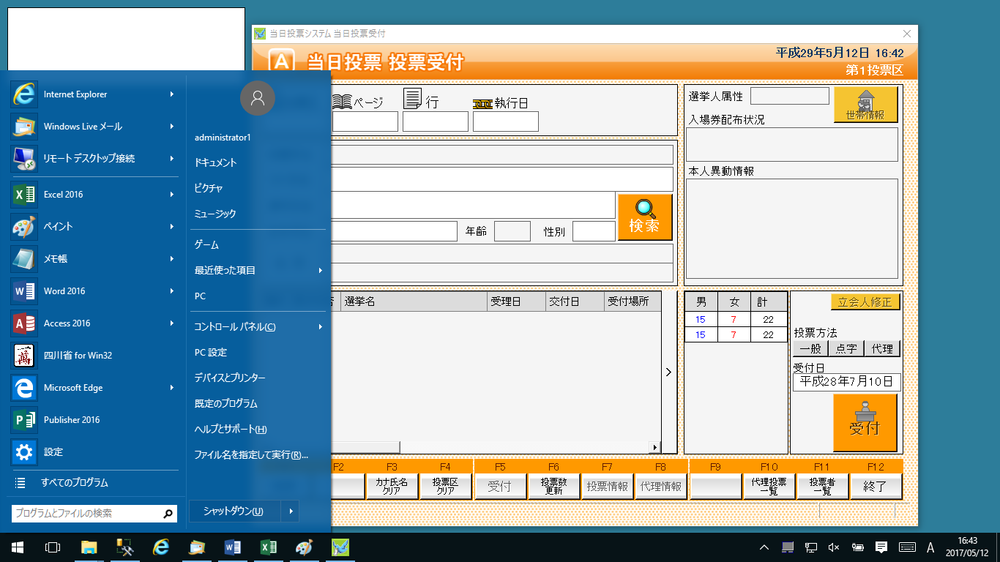 当日投票システム 当日投票受付
A 当日投票 投票受付
平成29年5月12日 16:42
第1投票区
Internet Explorer
Windows Live メール
リモート デスクトップ接続
Excel 2016
ペイント
メモ帳
Word 2016
Access 2016
四川省 for Win32
Microsoft Edge
Publisher 2016
設定
すべてのプログラム
プログラムとファイルの検索
administrator1
ドキュメント
ピクチャ
ミュージック
ゲーム
最近使った項目
PC
コントロール パネル(C)
PC 設定
デバイスとプリンター
既定のプログラム
ヘルプとサポート(H)
ファイル名を指定して実行(R)...
シャットダウン(U)
ページ
行
執行日
検索
年齢
性別
選挙名
受理日
交付日
受付場所
選挙人属性
世帯情報
入場券配布状況
本人異動情報
男 女 計
15 7 22
15 7 22
立会人修正
投票方法
一般 点字 代理
受付日
平成28年7月10日
受付
F2 F3 F4 F5 F6 F7 F8 F9 F10 F11 F12
カナ氏名
クリア
投票区
クリア
受付
投票数
更新
投票情報
代理情報
代理投票
一覧
投票者
一覧
終了
A
16:43
2017/05/12